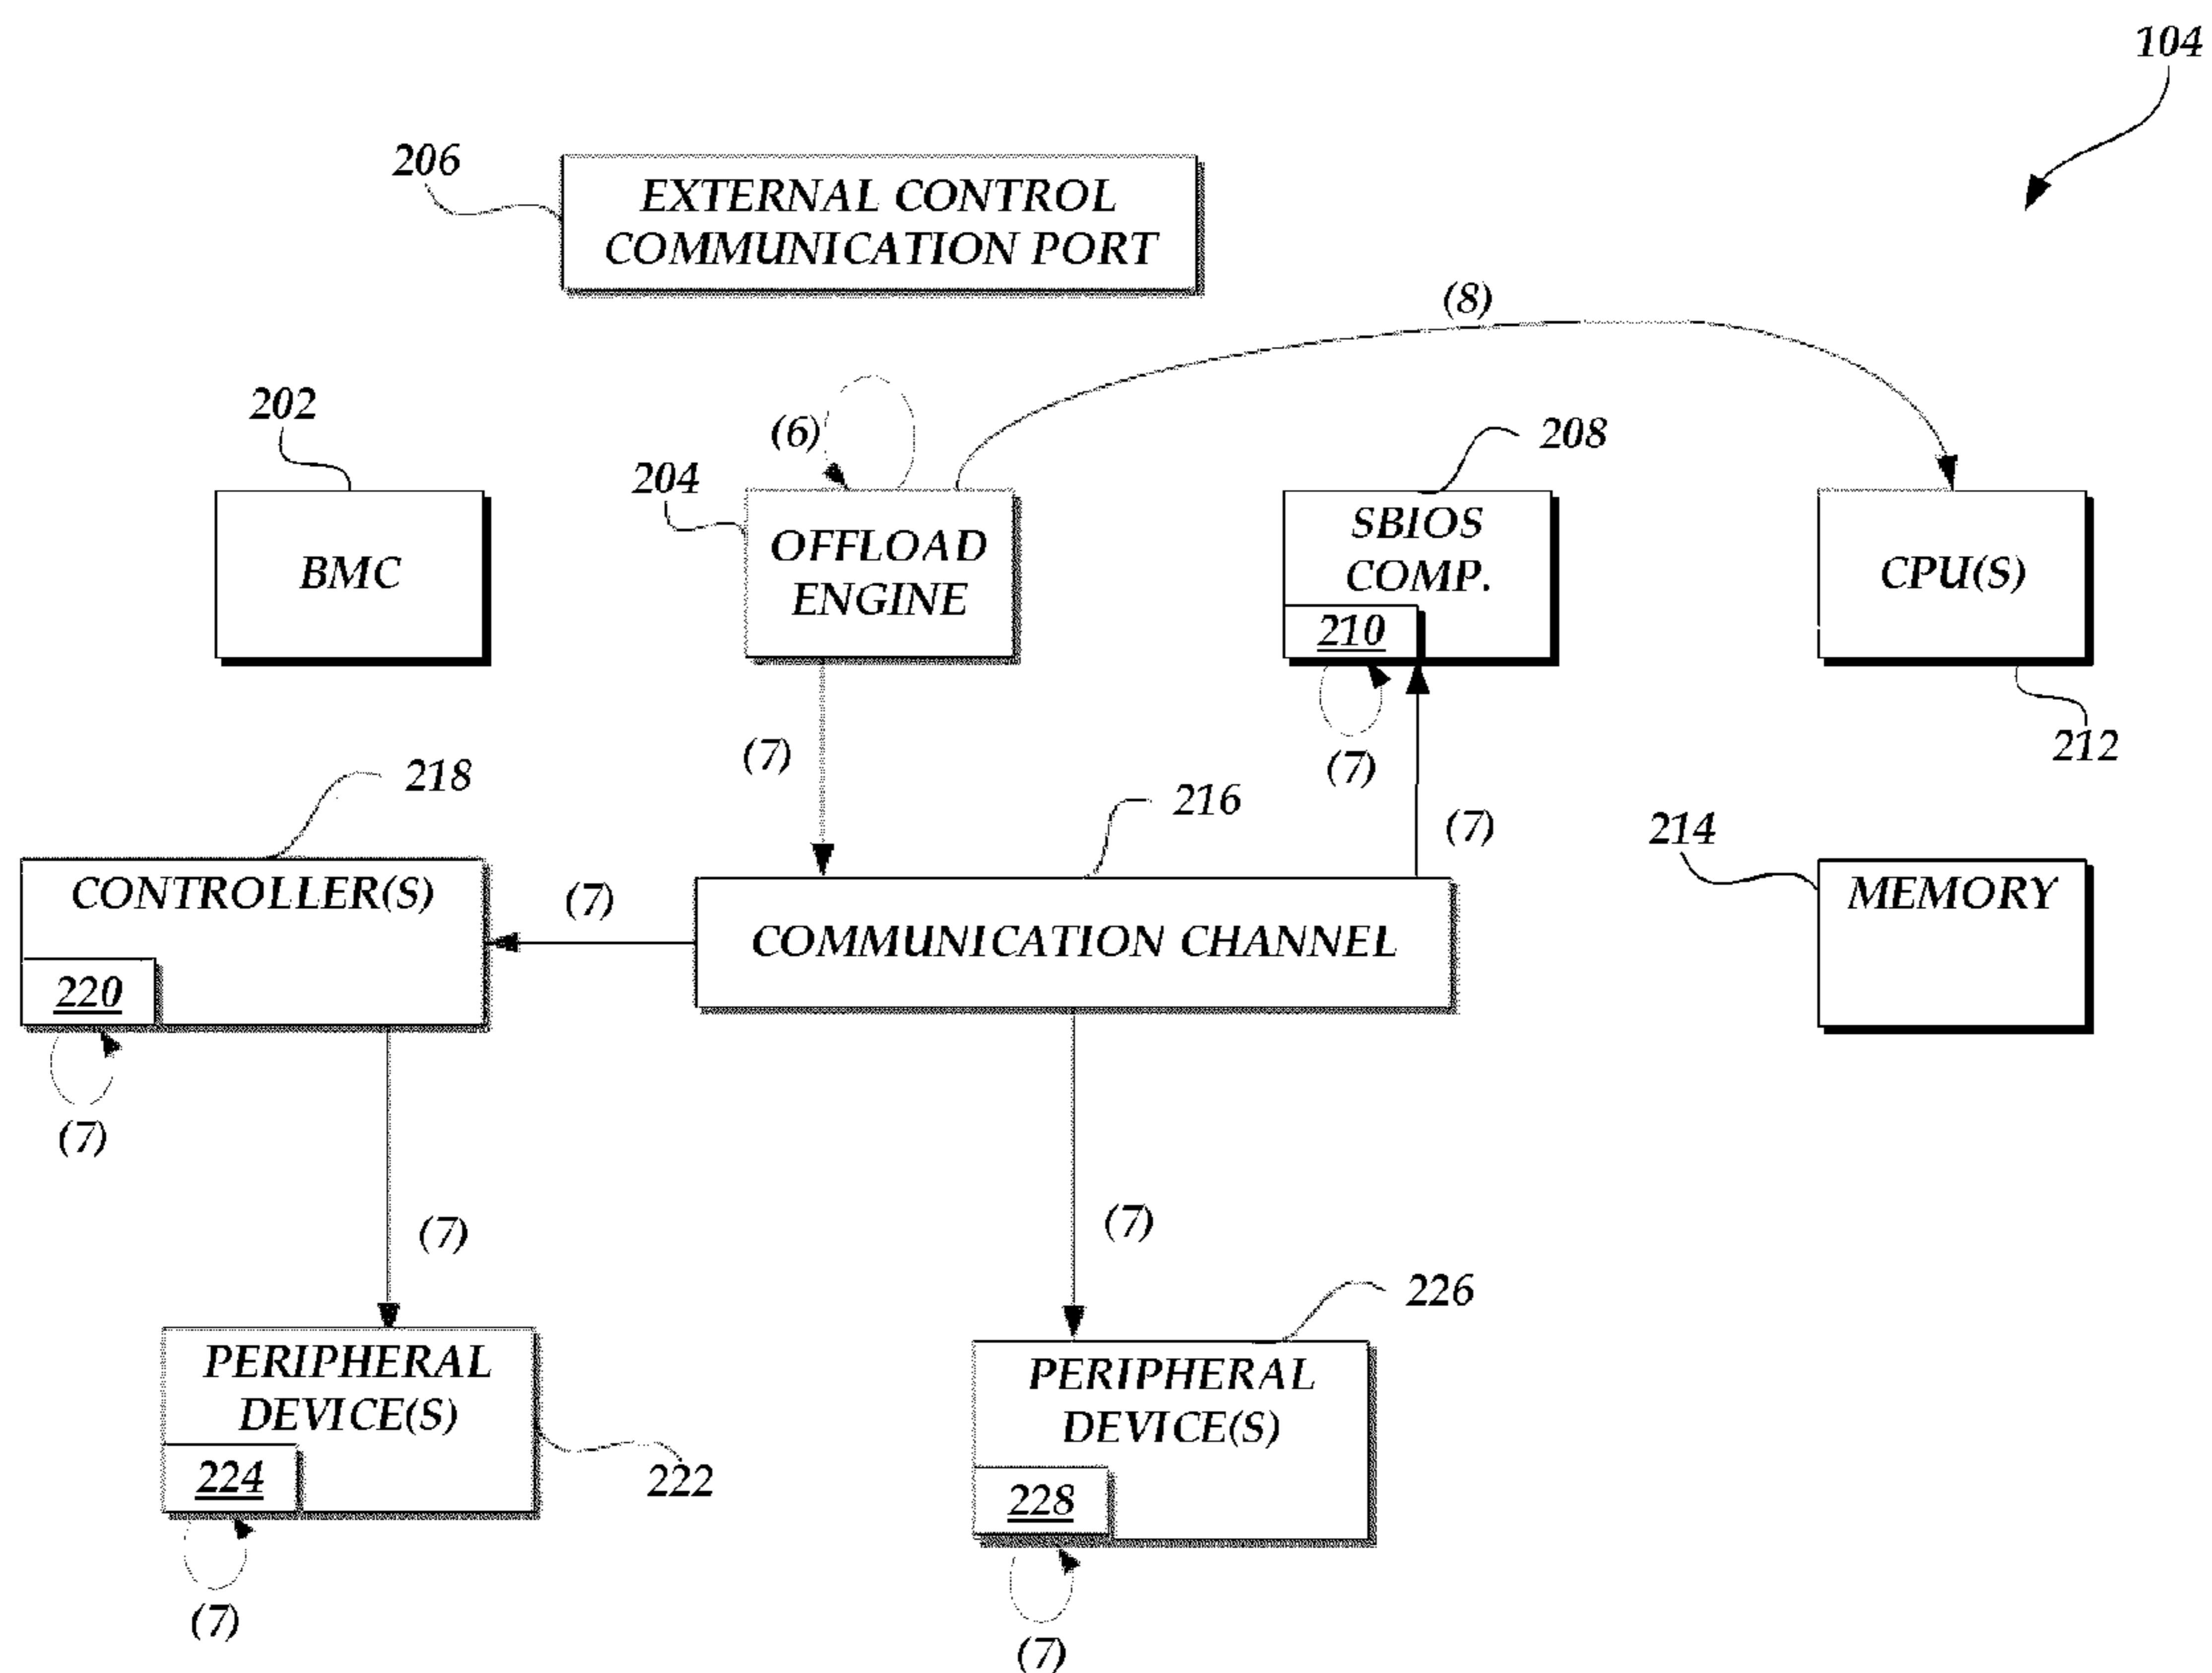 104
206
EXTERNAL CONTROL
COMMUNICATION PORT
(8)
202
(6)
208
204
BMC
OFFLOAD
ENGINE
SBIOS
COMP.
210
CPU(S)
212
(7)
(7)
218
216
(7)
214
CONTROLLER(S)
220
(7)
COMMUNICATION CHANNEL
MEMORY
(7)
(7)
(7)
226
PERIPHERAL
DEVICE(S)
224
222
PERIPHERAL
DEVICE(S)
228
(7)
(7)